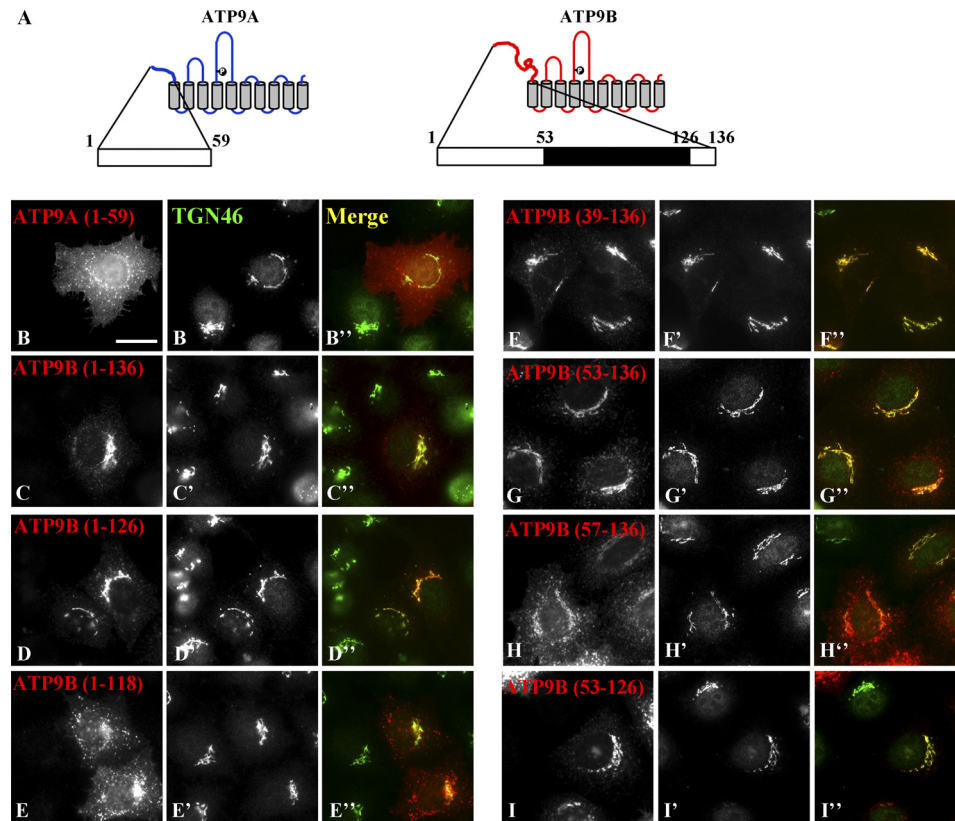 A
ATP9A
ATP9B
P
P
1
59
1
53
126
136
ATP9A (1-59)
TGN46
Merge
B
B
B’’
ATP9B (1-136)
C
C’
C’’
ATP9B (1-126)
D
D
D’’
ATP9B (1-118)
E
E’
E’’
ATP9B (39-136)
F
F’
F’’
ATP9B (53-136)
G
G’
G’’
ATP9B (57-136)
H
H’
H‘’
ATP9B (53-126)
I
I’
I’’